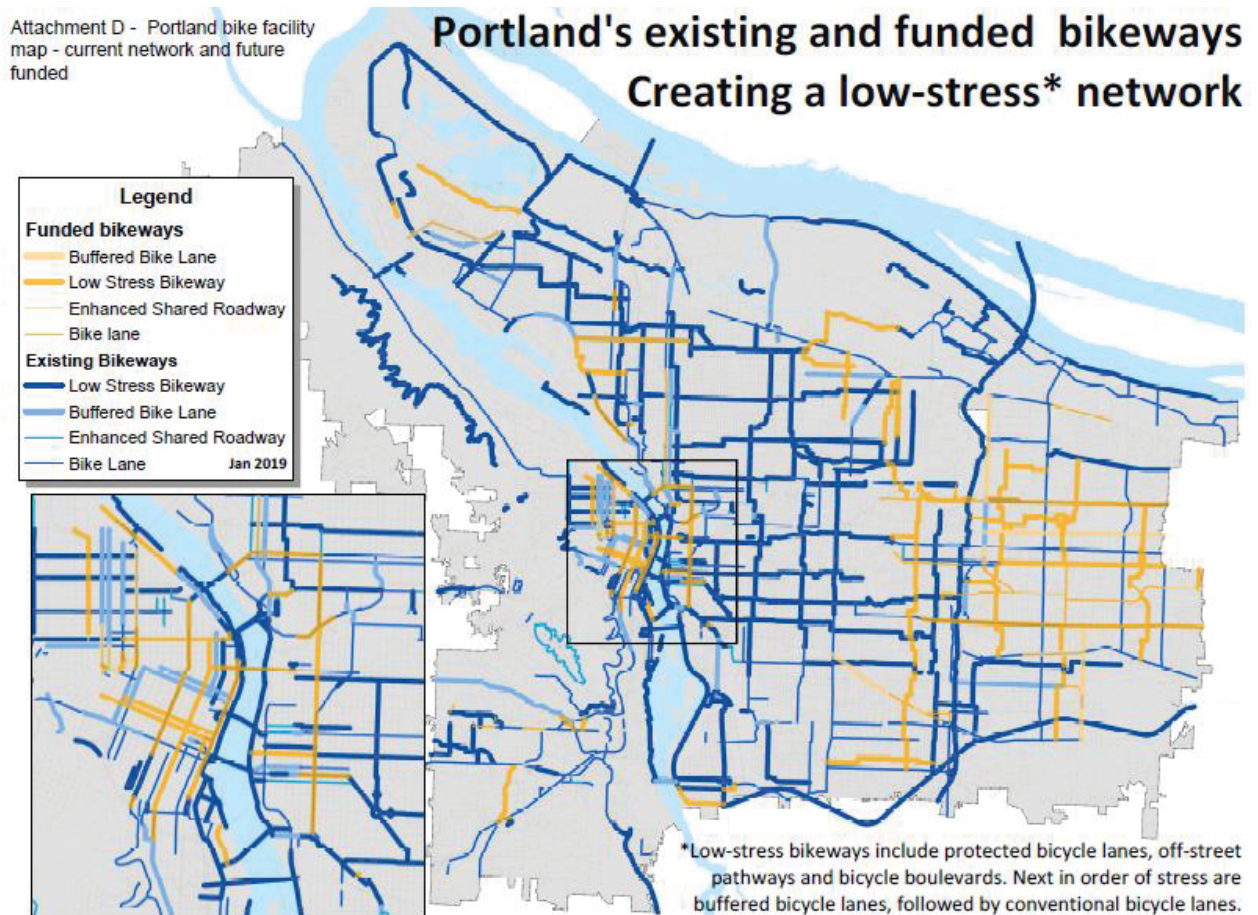 Attachment D - Portland bike facility
map - current network and future
funded
Portland's existing and funded bikeways
Creating a low-stress* network
Legend
Funded bikeways
Buffered Bike Lane
Low Stress Bikeway
Enhanced Shared Roadway
Bike lane
Existing Bikeways
Low Stress Bikeway
Buffered Bike Lane
Enhanced Shared Roadway
Bike Lane Jan 2019
*Low-stress bikeways include protected bicycle lanes, off-street
pathways and bicycle boulevards. Next in order of stress are
buffered bicycle lanes, followed by conventional bicycle lanes.